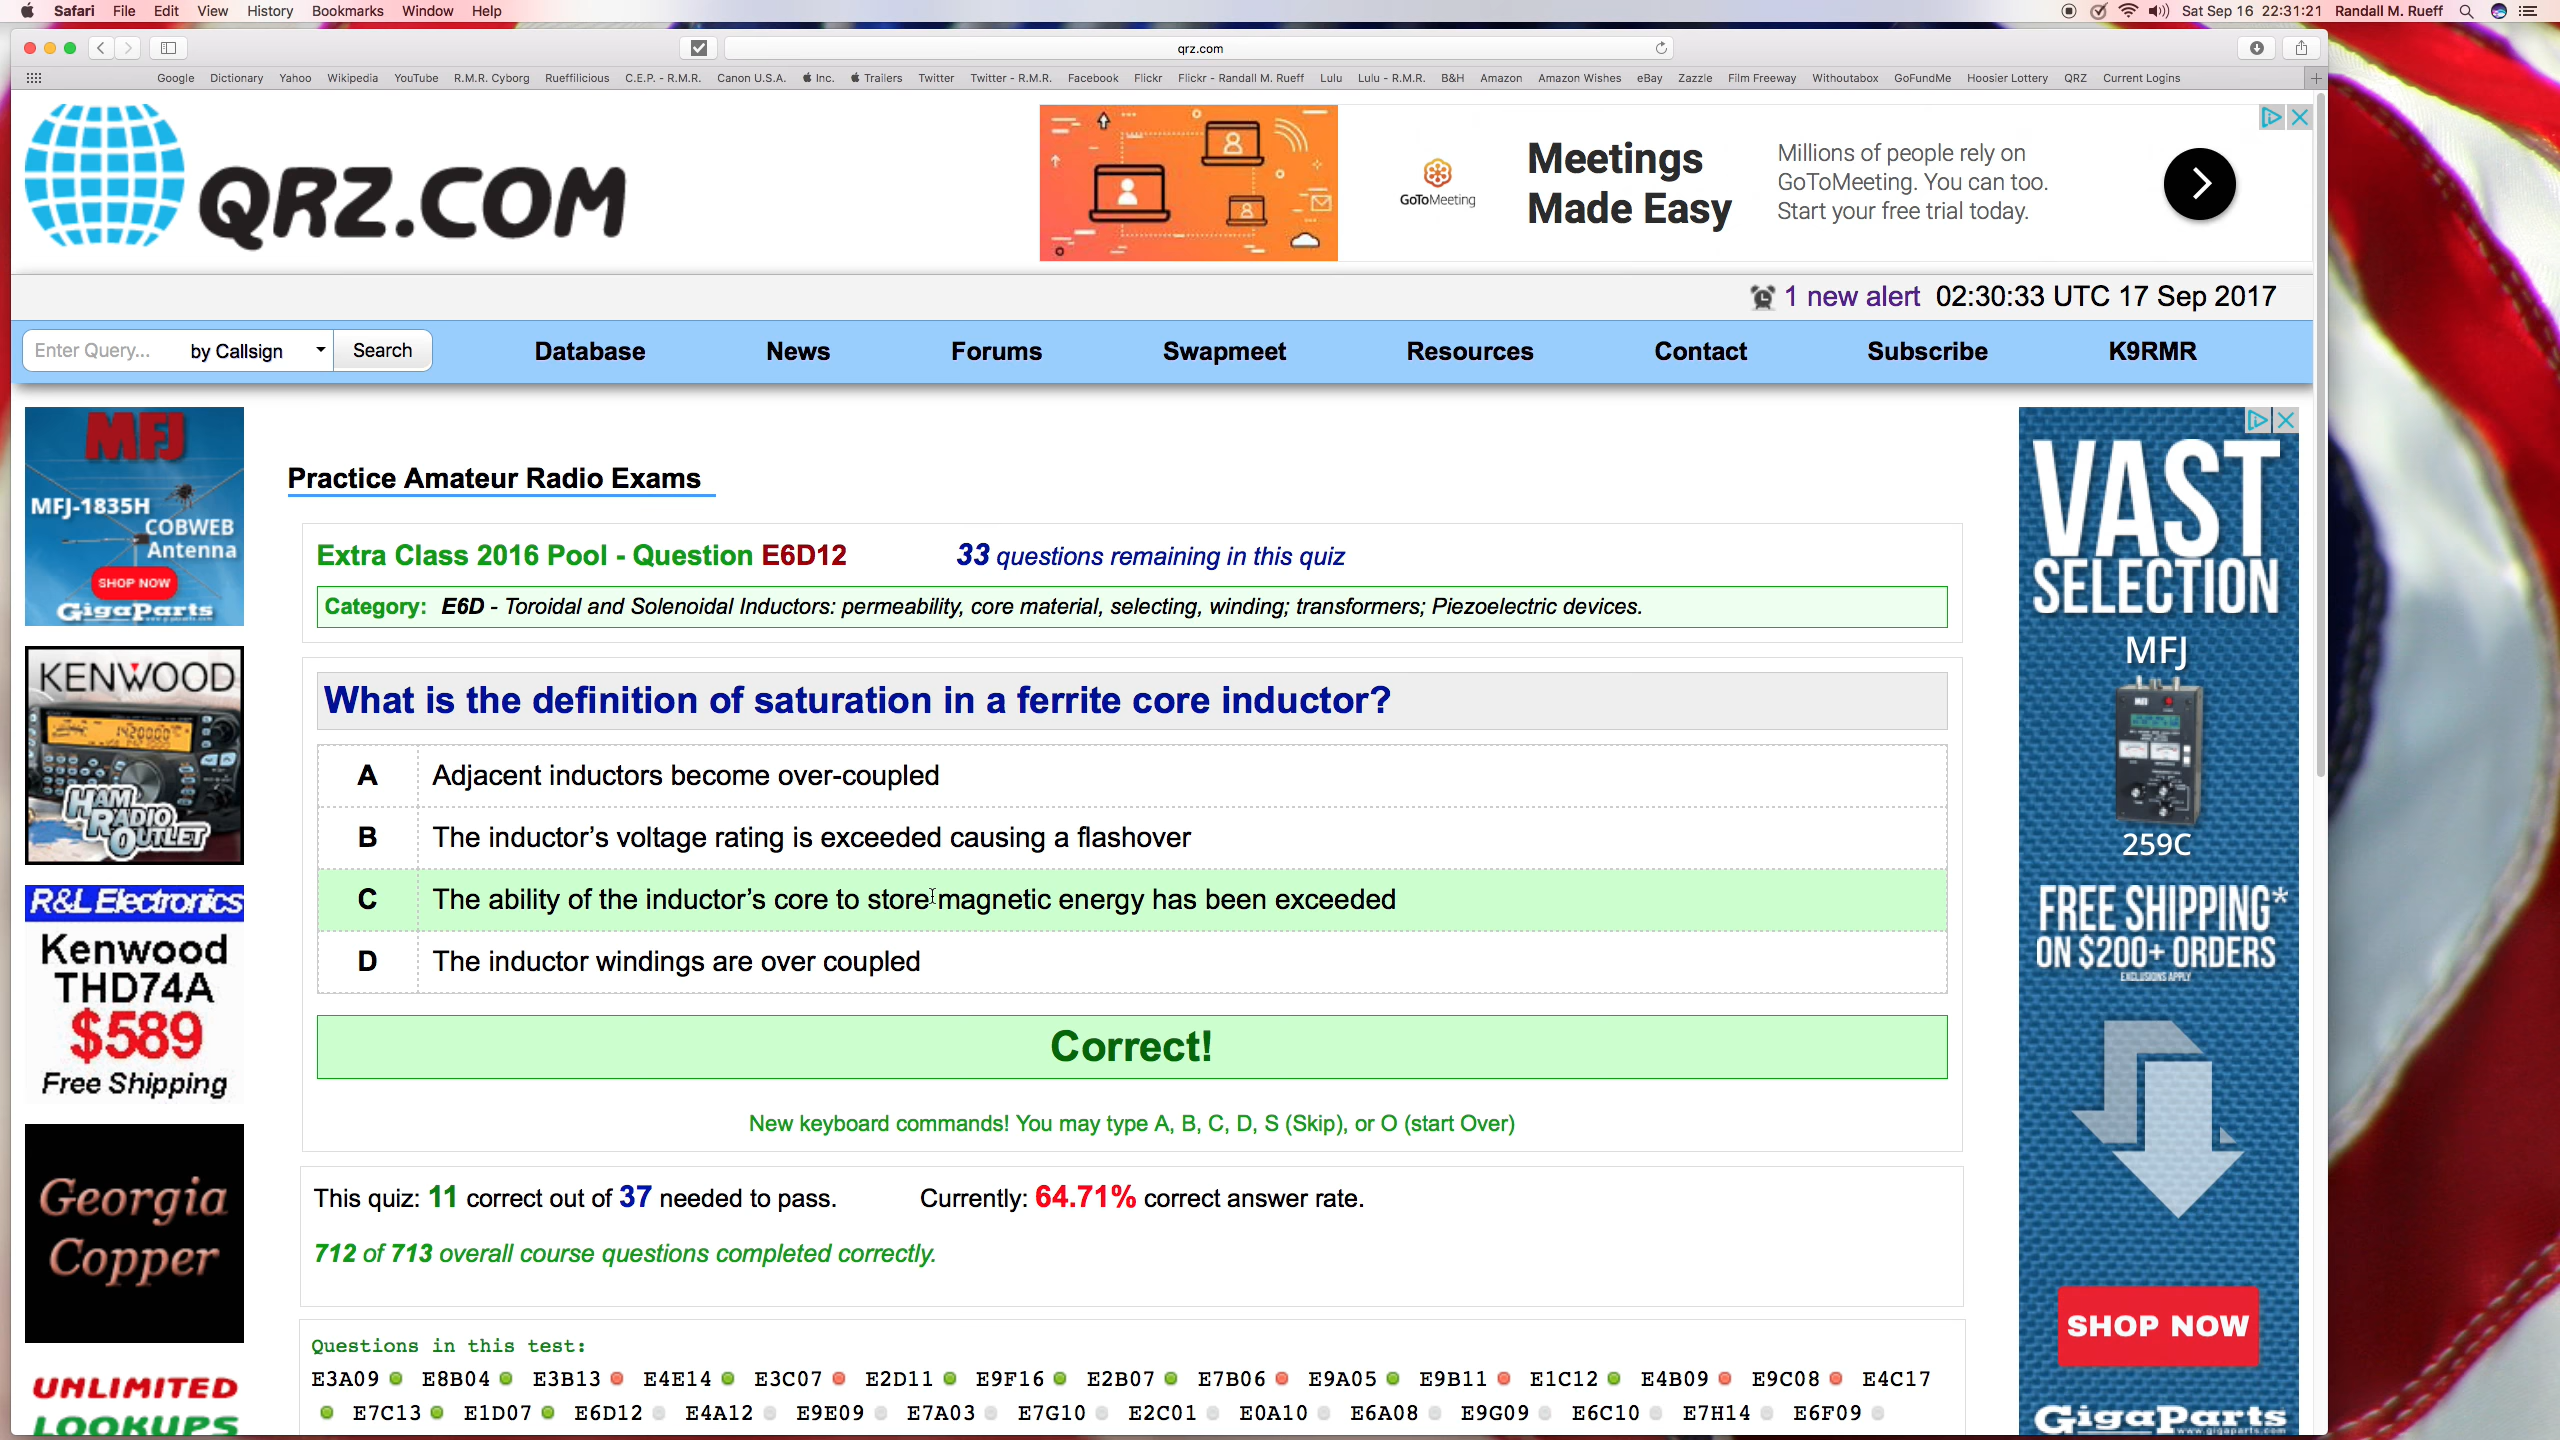 Safari File Edit View History Bookmarks Window Help
Sat Sep 16 22:31:21 Randall M. Rueff
qrz.com
Google Dictionary Yahoo Wikipedia YouTube R.M.R. Cyborg Rueffilicious C.E.P. - R.M.R. Canon U.S.A. Inc. Trailers Twitter Twitter - R.M.R. Facebook Flickr Flickr - Randall M. Rueff Lulu Lulu - R.M.R. B&H Amazon Amazon Wishes eBay Zazzle Film Freeway Withoutabox GoFundMe Hoosier Lottery QRZ Current Logins
QRZ.COM
GoToMeeting
Meetings
Made Easy
Millions of people rely on
GoToMeeting. You can too.
Start your free trial today.
1 new alert 02:30:33 UTC 17 Sep 2017
Enter Query... by Callsign Search Database News Forums Swapmeet Resources Contact Subscribe K9RMR
MFJ
MFJ-1835H
COBWEB
Antenna
SHOP NOW
GigaParts
KENWOOD
1420000
HAM
RADIO
OUTLET
R&L Electronics
Kenwood
THD74A
$589
Free Shipping
Georgia
Copper
UNLIMITED
LOOKUPS
Practice Amateur Radio Exams
Extra Class 2016 Pool - Question E6D12 33 questions remaining in this quiz
Category: E6D - Toroidal and Solenoidal Inductors: permeability, core material, selecting, winding; transformers; Piezoelectric devices.
What is the definition of saturation in a ferrite core inductor?
A Adjacent inductors become over-coupled
B The inductor’s voltage rating is exceeded causing a flashover
C The ability of the inductor’s core to store magnetic energy has been exceeded
D The inductor windings are over coupled
Correct!
New keyboard commands! You may type A, B, C, D, S (Skip), or O (start Over)
This quiz: 11 correct out of 37 needed to pass. Currently: 64.71% correct answer rate.
712 of 713 overall course questions completed correctly.
Questions in this test:
E3A09 E8B04 E3B13 E4E14 E3C07 E2D11 E9F16 E2B07 E7B06 E9A05 E9B11 E1C12 E4B09 E9C08 E4C17
E7C13 E1D07 E6D12 E4A12 E9E09 E7A03 E7G10 E2C01 E0A10 E6A08 E9G09 E6C10 E7H14 E6F09
VAST
SELECTION
MFJ
259C
FREE SHIPPING*
ON $200+ ORDERS
EXCLUSIONS APPLY
SHOP NOW
GigaParts
www.gigaparts.com